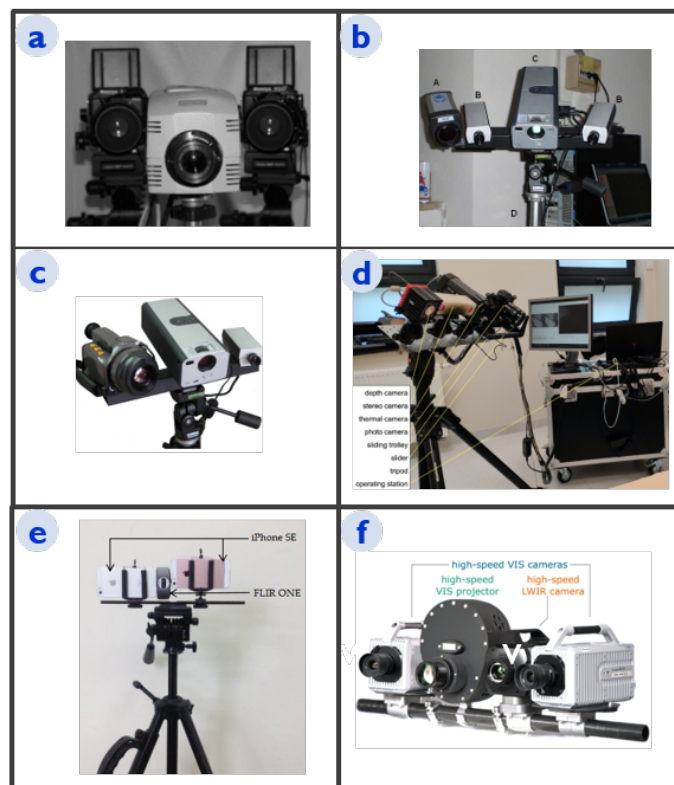 a
b
A
B
C
B
D
c
d
depth camera
stereo camera
thermal camera
photo camera
sliding trolley
slider
tripod
operating station
e
iPhone SE
FLIR ONE
f
high-speed VIS cameras
high-speed
VIS projector
high-speed
LWIR camera
V
V